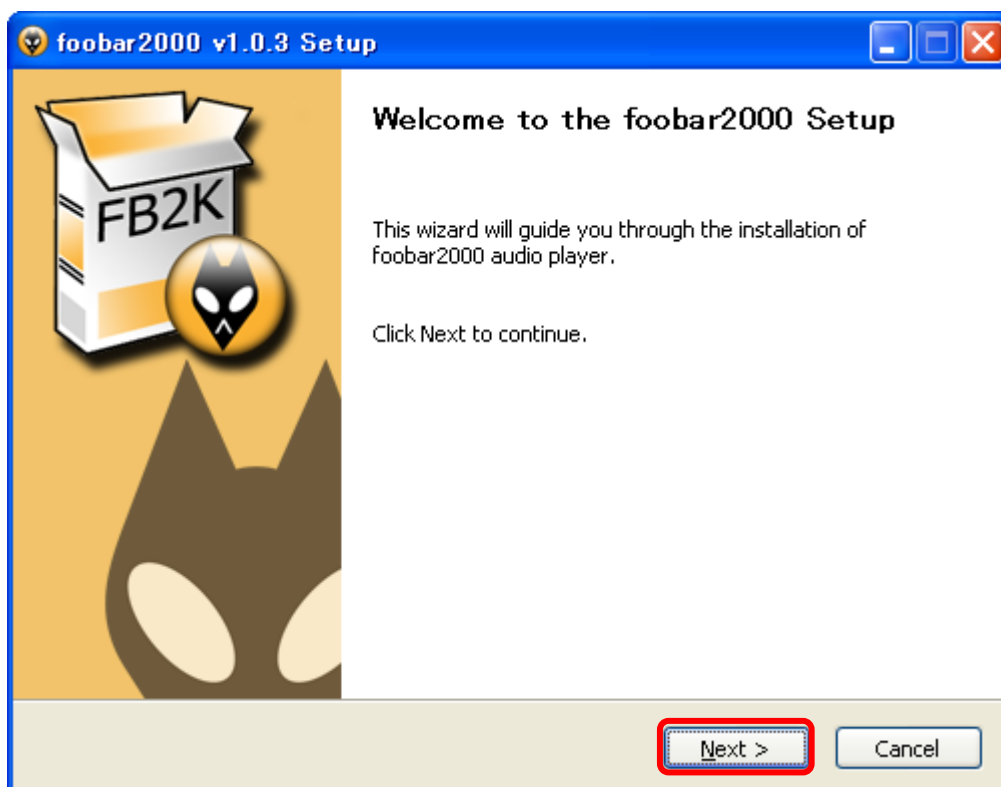 foobar2000 v1.0.3 Setup
FB2K
Welcome to the foobar2000 Setup
This wizard will guide you through the installation of
foobar2000 audio player.
Click Next to continue.
Next >
Cancel